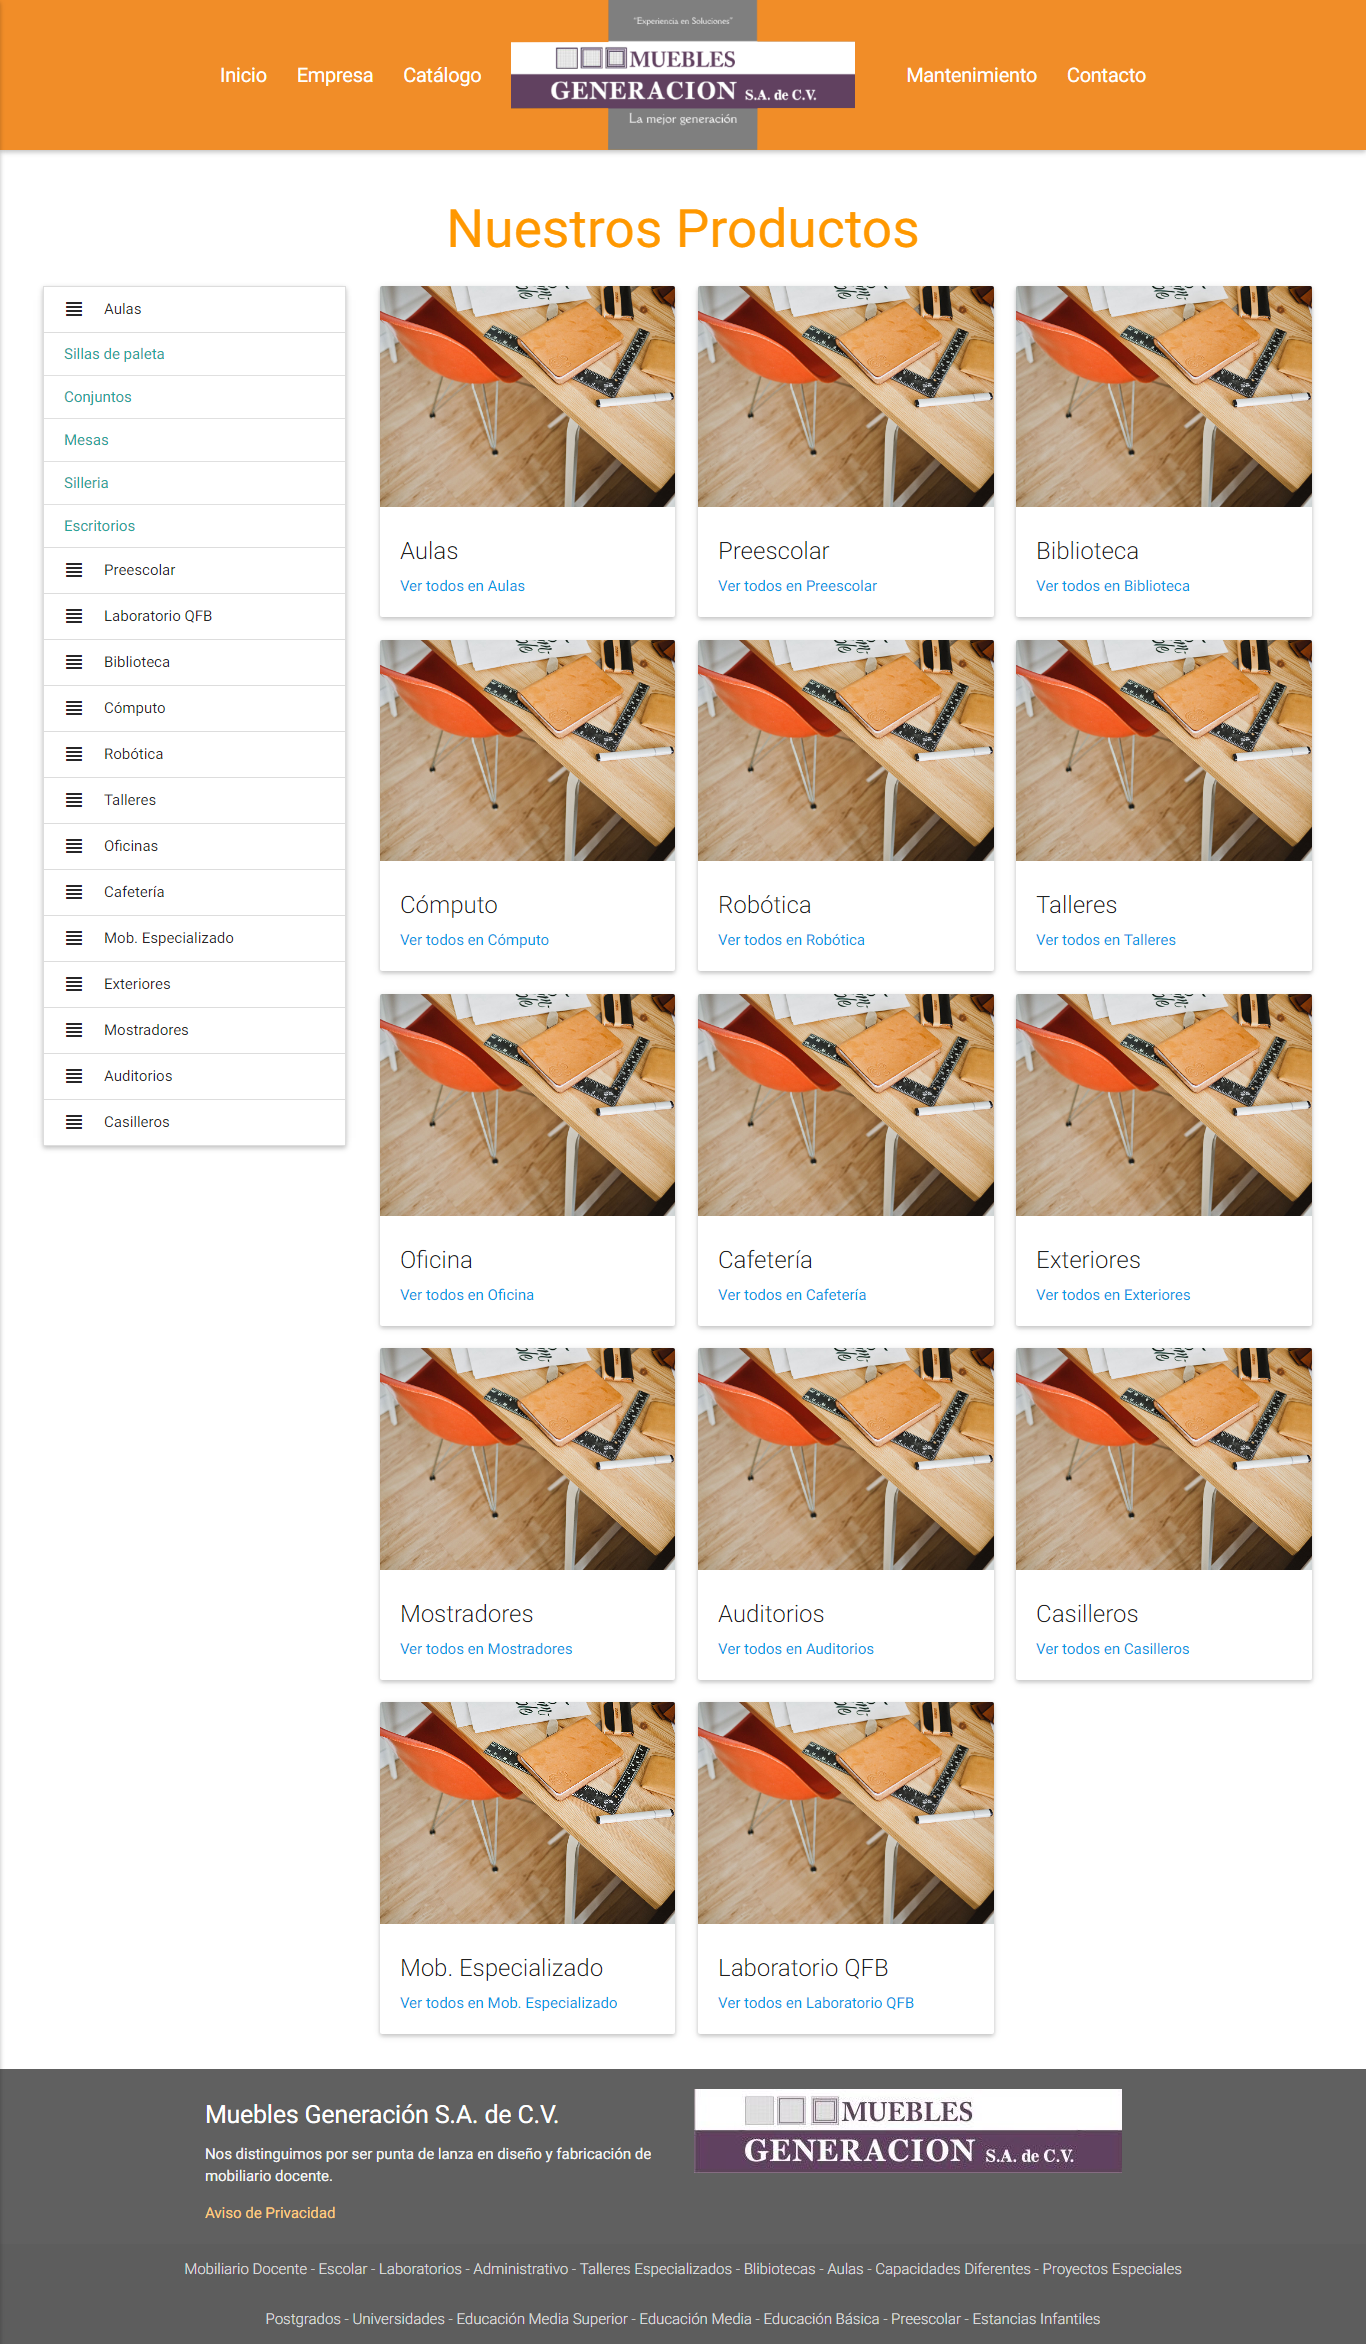 "Experiencia en Soluciones"
Inicio Empresa Catálogo
MUEBLES
GENERACION S.A. de C.V.
La mejor generación
Mantenimiento Contacto
Nuestros Productos
Aulas
Sillas de paleta
Conjuntos
Mesas
Silleria
Escritorios
Preescolar
Laboratorio QFB
Biblioteca
Cómputo
Robótica
Talleres
Oficinas
Cafetería
Mob. Especializado
Exteriores
Mostradores
Auditorios
Casilleros
Aulas
Ver todos en Aulas
Preescolar
Ver todos en Preescolar
Biblioteca
Ver todos en Biblioteca
Cómputo
Ver todos en Cómputo
Robótica
Ver todos en Robótica
Talleres
Ver todos en Talleres
Oficina
Ver todos en Oficina
Cafetería
Ver todos en Cafetería
Exteriores
Ver todos en Exteriores
Mostradores
Ver todos en Mostradores
Auditorios
Ver todos en Auditorios
Casilleros
Ver todos en Casilleros
Mob. Especializado
Ver todos en Mob. Especializado
Laboratorio QFB
Ver todos en Laboratorio QFB
Muebles Generación S.A. de C.V.
Nos distinguimos por ser punta de lanza en diseño y fabricación de
mobiliario docente.
Aviso de Privacidad
MUEBLES
GENERACION S.A. de C.V.
Mobiliario Docente - Escolar - Laboratorios - Administrativo - Talleres Especializados - Blibiotecas - Aulas - Capacidades Diferentes - Proyectos Especiales
Postgrados - Universidades - Educación Media Superior - Educación Media - Educación Básica - Preescolar - Estancias Infantiles